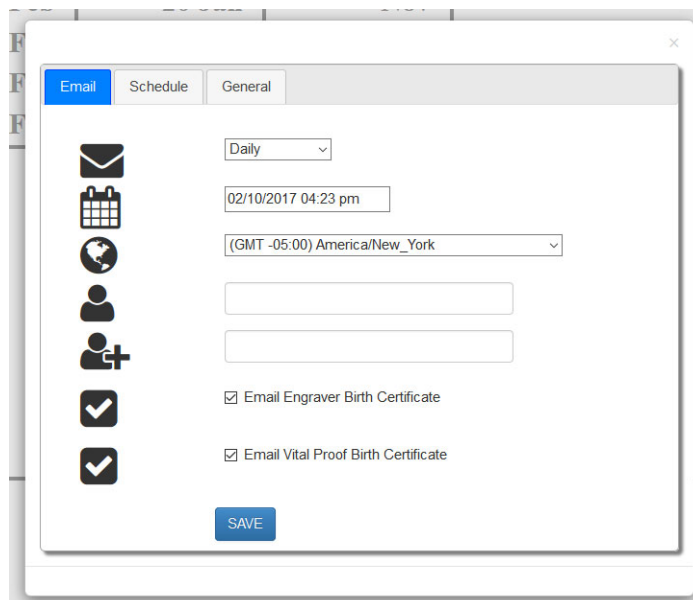 ×
Email Schedule General
Daily
02/10/2017 04:23 pm
(GMT -05:00) America/New_York
Email Engraver Birth Certificate
Email Vital Proof Birth Certificate
SAVE